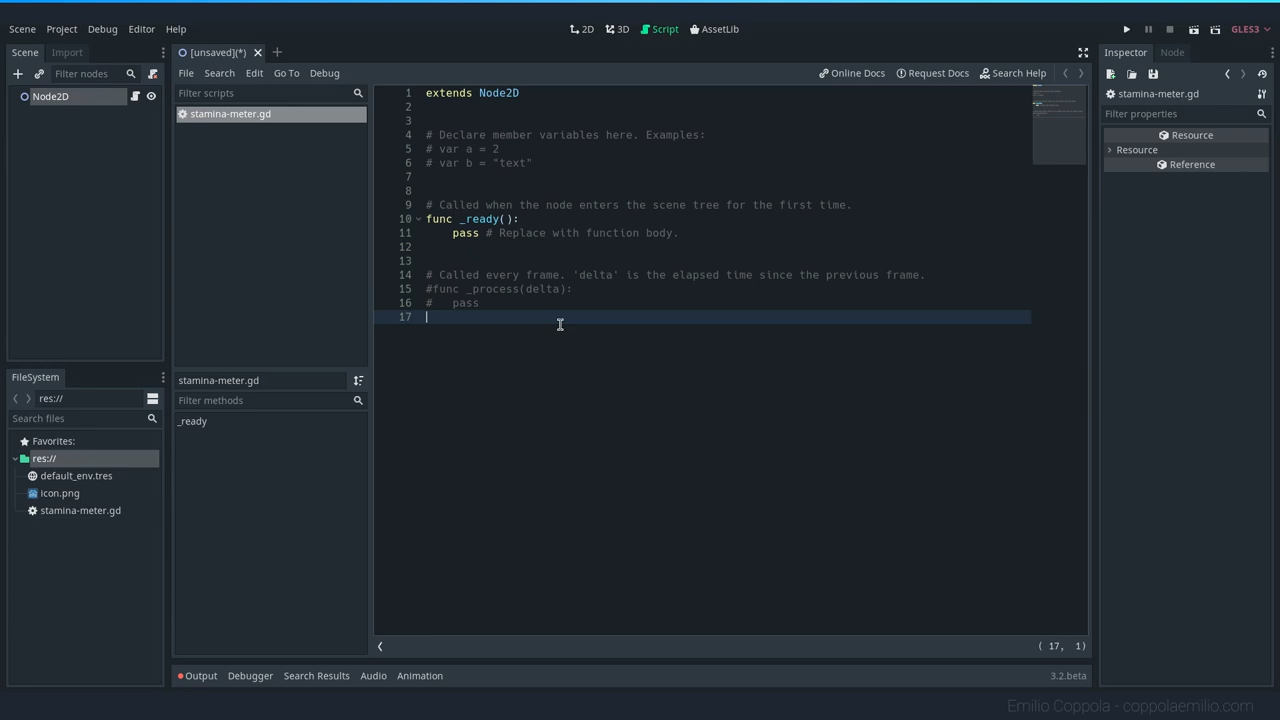 Scene Project Debug Editor Help
2D 3D Script AssetLib
GLES3
Scene Import
Filter nodes
Node2D
FileSystem
res://
Search files
Favorites:
res://
default_env.tres
icon.png
stamina-meter.gd
[unsaved](*)
File Search Edit Go To Debug
Online Docs Request Docs Search Help
Filter scripts
stamina-meter.gd
stamina-meter.gd
Filter methods
_ready
1 extends Node2D
2
3
4 # Declare member variables here. Examples:
5 # var a = 2
6 # var b = "text"
7
8
9 # Called when the node enters the scene tree for the first time.
10 func _ready():
11 pass # Replace with function body.
12
13
14 # Called every frame. 'delta' is the elapsed time since the previous frame.
15 #func _process(delta):
16 # pass
17
( 17, 1)
Output Debugger Search Results Audio Animation
3.2.beta
Inspector Node
stamina-meter.gd
Filter properties
Resource
Resource
Reference
Emilio Coppola - coppolaemilio.com